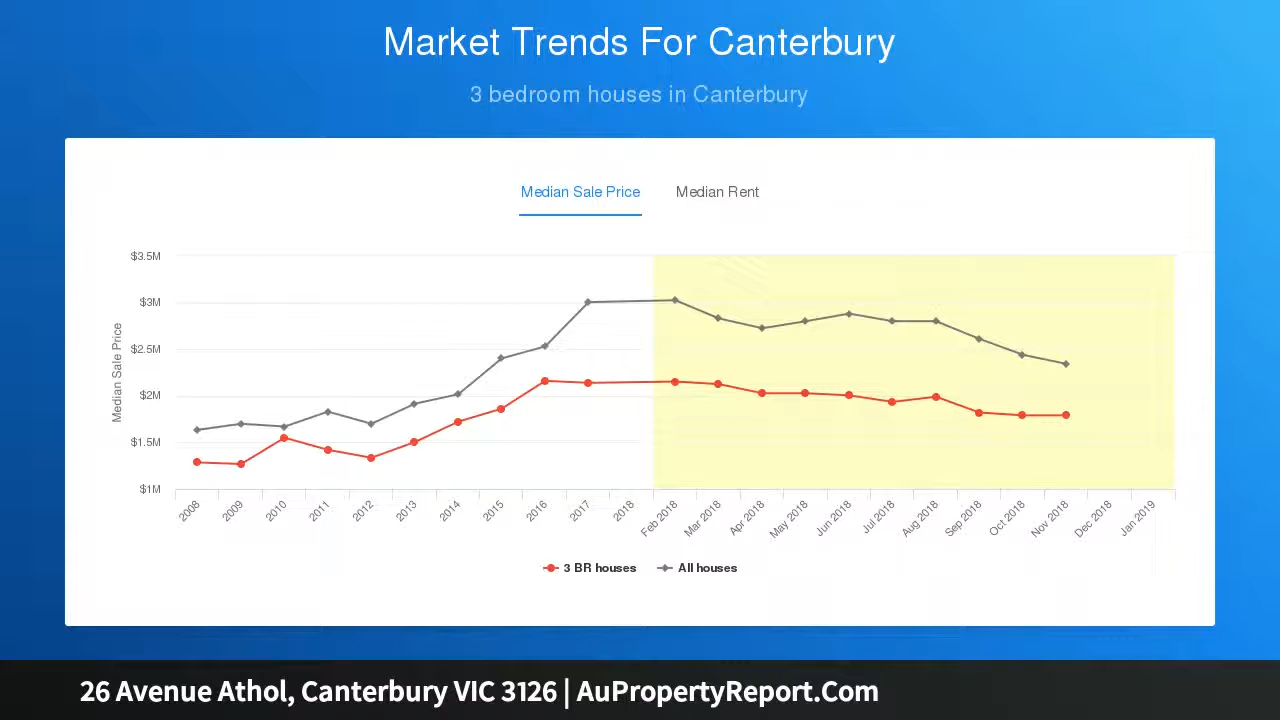 Market Trends For Canterbury
3 bedroom houses in Canterbury
Median Sale Price Median Rent
Median Sale Price
$3.5M
$3M
$2.5M
$2M
$1.5M
$1M
2008 2009 2010 2011 2012 2013 2014 2015 2016 2017 2018 Feb 2018 Mar 2018 Apr 2018 May 2018 Jun 2018 Jul 2018 Aug 2018 Sep 2018 Oct 2018 Nov 2018 Dec 2018 Jan 2019
3 BR houses All houses
26 Avenue Athol, Canterbury VIC 3126 | AuPropertyReport.Com